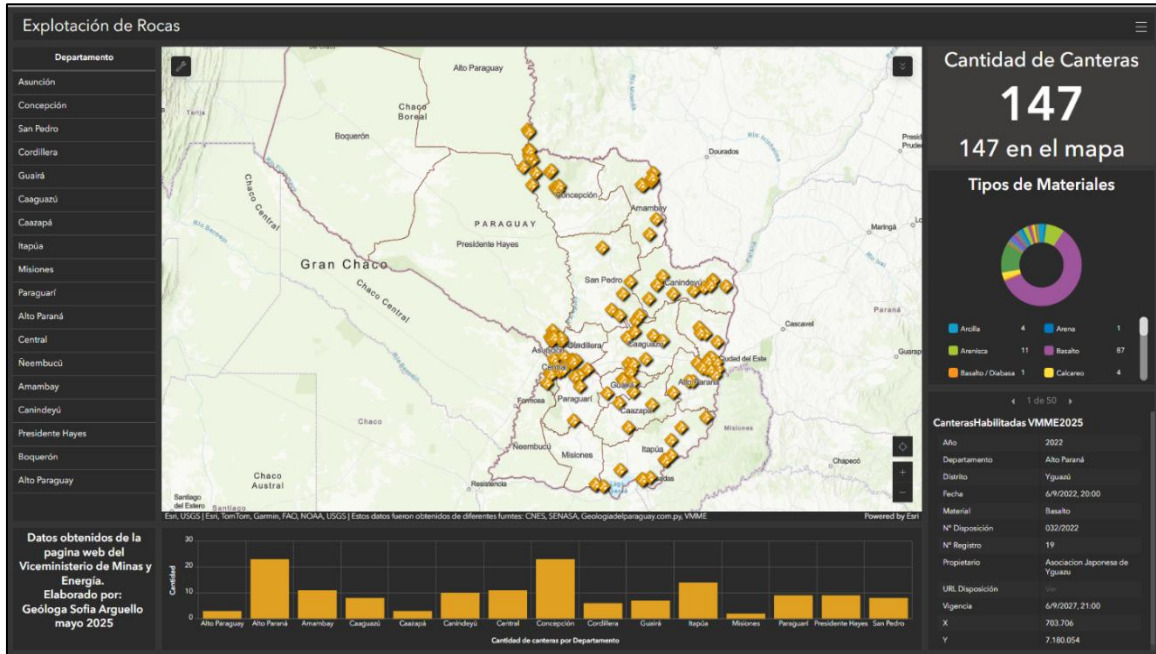 Explotación de Rocas
Departamento
Asunción
Concepción
San Pedro
Cordillera
Guairá
Caaguazú
Caazapá
Itapúa
Misiones
Paraguarí
Alto Paraná
Central
Ñeembucú
Amambay
Canindeyú
Presidente Hayes
Boquerón
Alto Paraguay
Datos obtenidos de la
pagina web del
Viceministerio de Minas y
Energía.
Elaborado por:
Geóloga Sofia Arguello
mayo 2025
Alto Paraguay
Chaco
Boreal
Boquerón
Tarija
Dourados
Concepción
Amambay
PARAGUAY
Presidente Hayes
Maringá
Gran Chaco
Chaco Central
Chaco Central
San Pedro
Canindeyú
Paraná
Cascavel
Asunción
Cordillera
Caaguazú
Ciudad del Este
Central
Guairá
Alto Paraná
Formosa
Paraguarí
Caazapá
Chaco
Misiones
Ñeembucú
Misiones
Itapúa
Chapecó
Chaco
Austral
Resistencia
Santiago
del Estero
Santiago
Esri, USGS | Esri, TomTom, Garmin, FAO, NOAA, USGS | Estos datos fueron obtenidos de diferentes furntes: CNES, SENASA, Geologiadelparaguay.com.py, VMME
Powered by Esri
Cantidad
30
20
10
0
Alto Paraguay
Alto Paraná
Amambay
Caaguazú
Caazapá
Canindeyú
Central
Concepción
Cordillera
Guairá
Itapúa
Misiones
Paraguarí
Presidente Hayes
San Pedro
Cantidad de canteras por Departamento
Cantidad de Canteras
147
147 en el mapa
Tipos de Materiales
Arcilla 4 Arena 1
Arenisca 11 Basalto 87
Basalto / Diabasa 1 Calcareo 4
1 de 50
CanterasHabilitadas VMME2025
Año 2022
Departamento Alto Paraná
Distrito Yguazú
Fecha 6/9/2022, 20:00
Material Basalto
N° Disposición 032/2022
N° Registro 19
Propietario Asociacion Japonesa de
Yguazu
URL Disposición Ver
Vigencia 6/9/2027, 21:00
X 703.706
Y 7.180.054